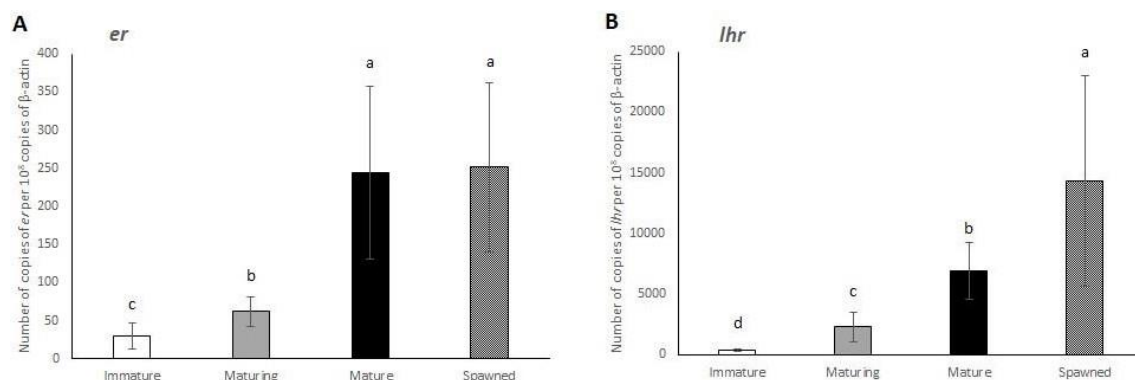 A
er
Number of copies of er per 10⁸ copies of β-actin
400
350
300
250
200
150
100
50
0
c
b
a
a
Immature Maturing Mature Spawned
B
lhr
Number of copies of lhr per 10⁸ copies of β-actin
25000
20000
15000
10000
5000
0
d
c
b
a
Immature Maturing Mature Spawned